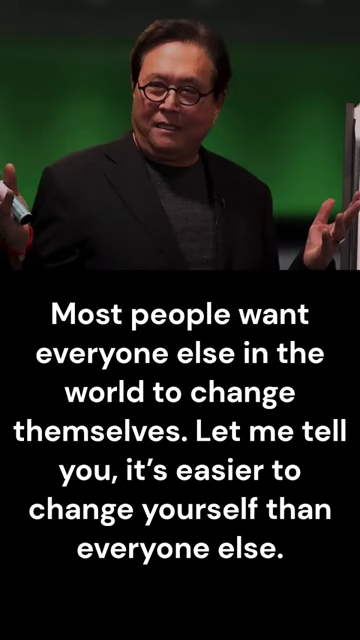 Most people want
everyone else in the
world to change
themselves. Let me tell
you, it’s easier to
change yourself than
everyone else.